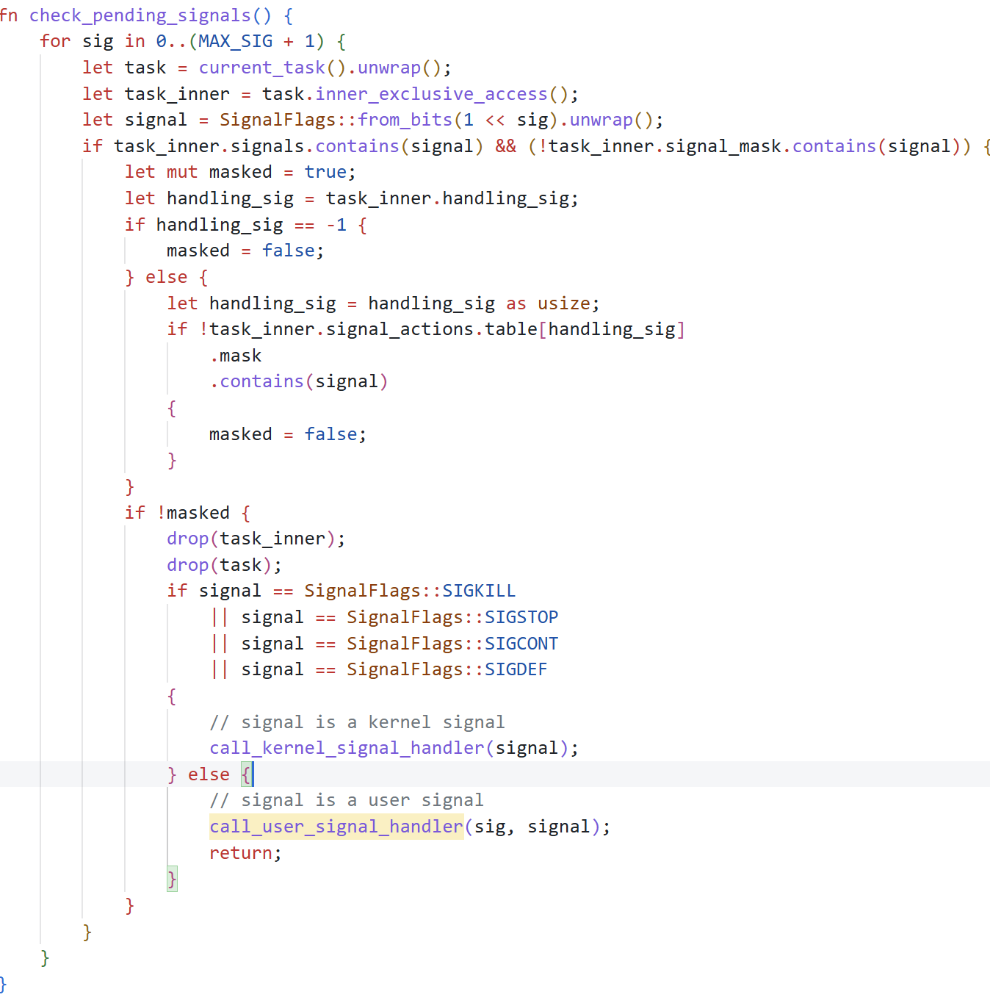 fn check_pending_signals() {
    for sig in 0..(MAX_SIG + 1) {
        let task = current_task().unwrap();
        let task_inner = task.inner_exclusive_access();
        let signal = SignalFlags::from_bits(1 << sig).unwrap();
        if task_inner.signals.contains(signal) && (!task_inner.signal_mask.contains(signal)) {
            let mut masked = true;
            let handling_sig = task_inner.handling_sig;
            if handling_sig == -1 {
                masked = false;
            } else {
                let handling_sig = handling_sig as usize;
                if !task_inner.signal_actions.table[handling_sig]
                    .mask
                    .contains(signal)
                {
                    masked = false;
                }
            }
            if !masked {
                drop(task_inner);
                drop(task);
                if signal == SignalFlags::SIGKILL
                    || signal == SignalFlags::SIGSTOP
                    || signal == SignalFlags::SIGCONT
                    || signal == SignalFlags::SIGDEF
                {
                    // signal is a kernel signal
                    call_kernel_signal_handler(signal);
                } else {
                    // signal is a user signal
                    call_user_signal_handler(sig, signal);
                    return;
                }
            }
        }
    }
}